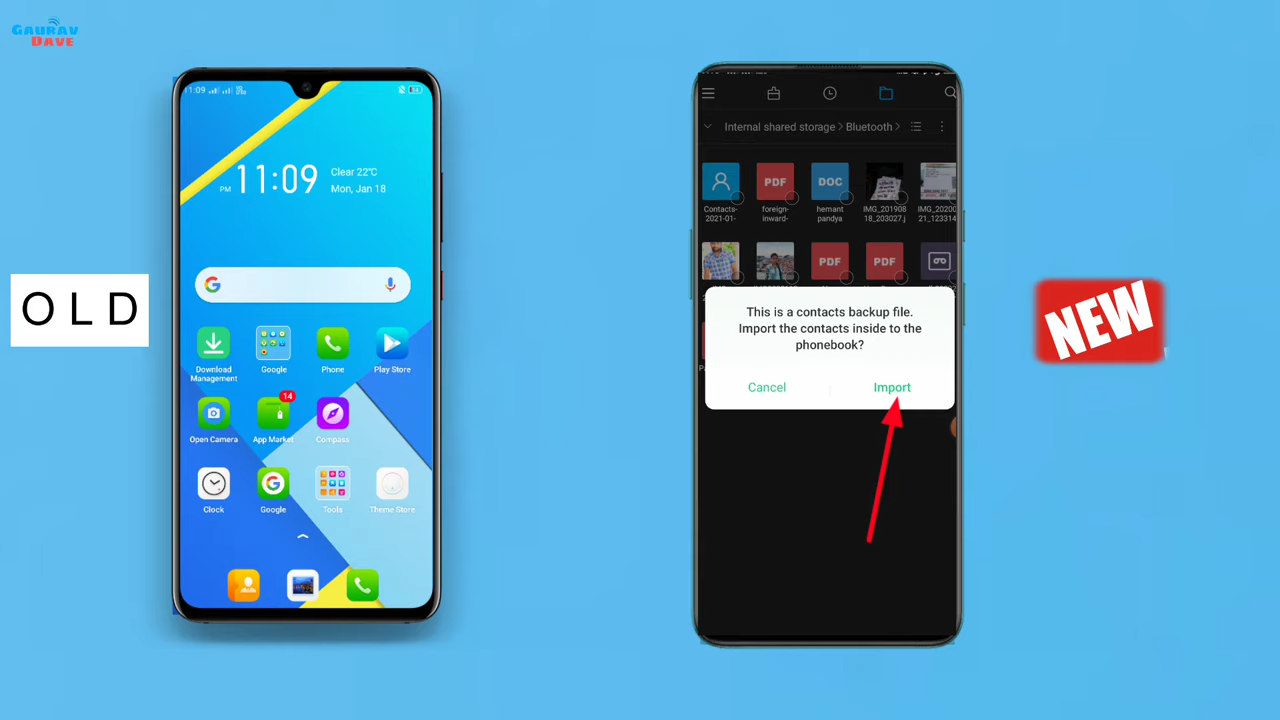 GAURAV
DAVE
OLD
11:09
PM 11:09
Clear 22°C
Mon, Jan 18
Download
Management
Google
Phone
Play Store
14
Open Camera
App Market
Compass
Clock
Google
Tools
Theme Store
Internal shared storage > Bluetooth >
PDF
DOC
Contacts-
2021-01-
foreign-
inward-
hemant
pandya
IMG_201908
18_203027.j
IMG_20200
21_123314
PDF
PDF
This is a contacts backup file.
Import the contacts inside to the
phonebook?
Cancel
Import
NEW